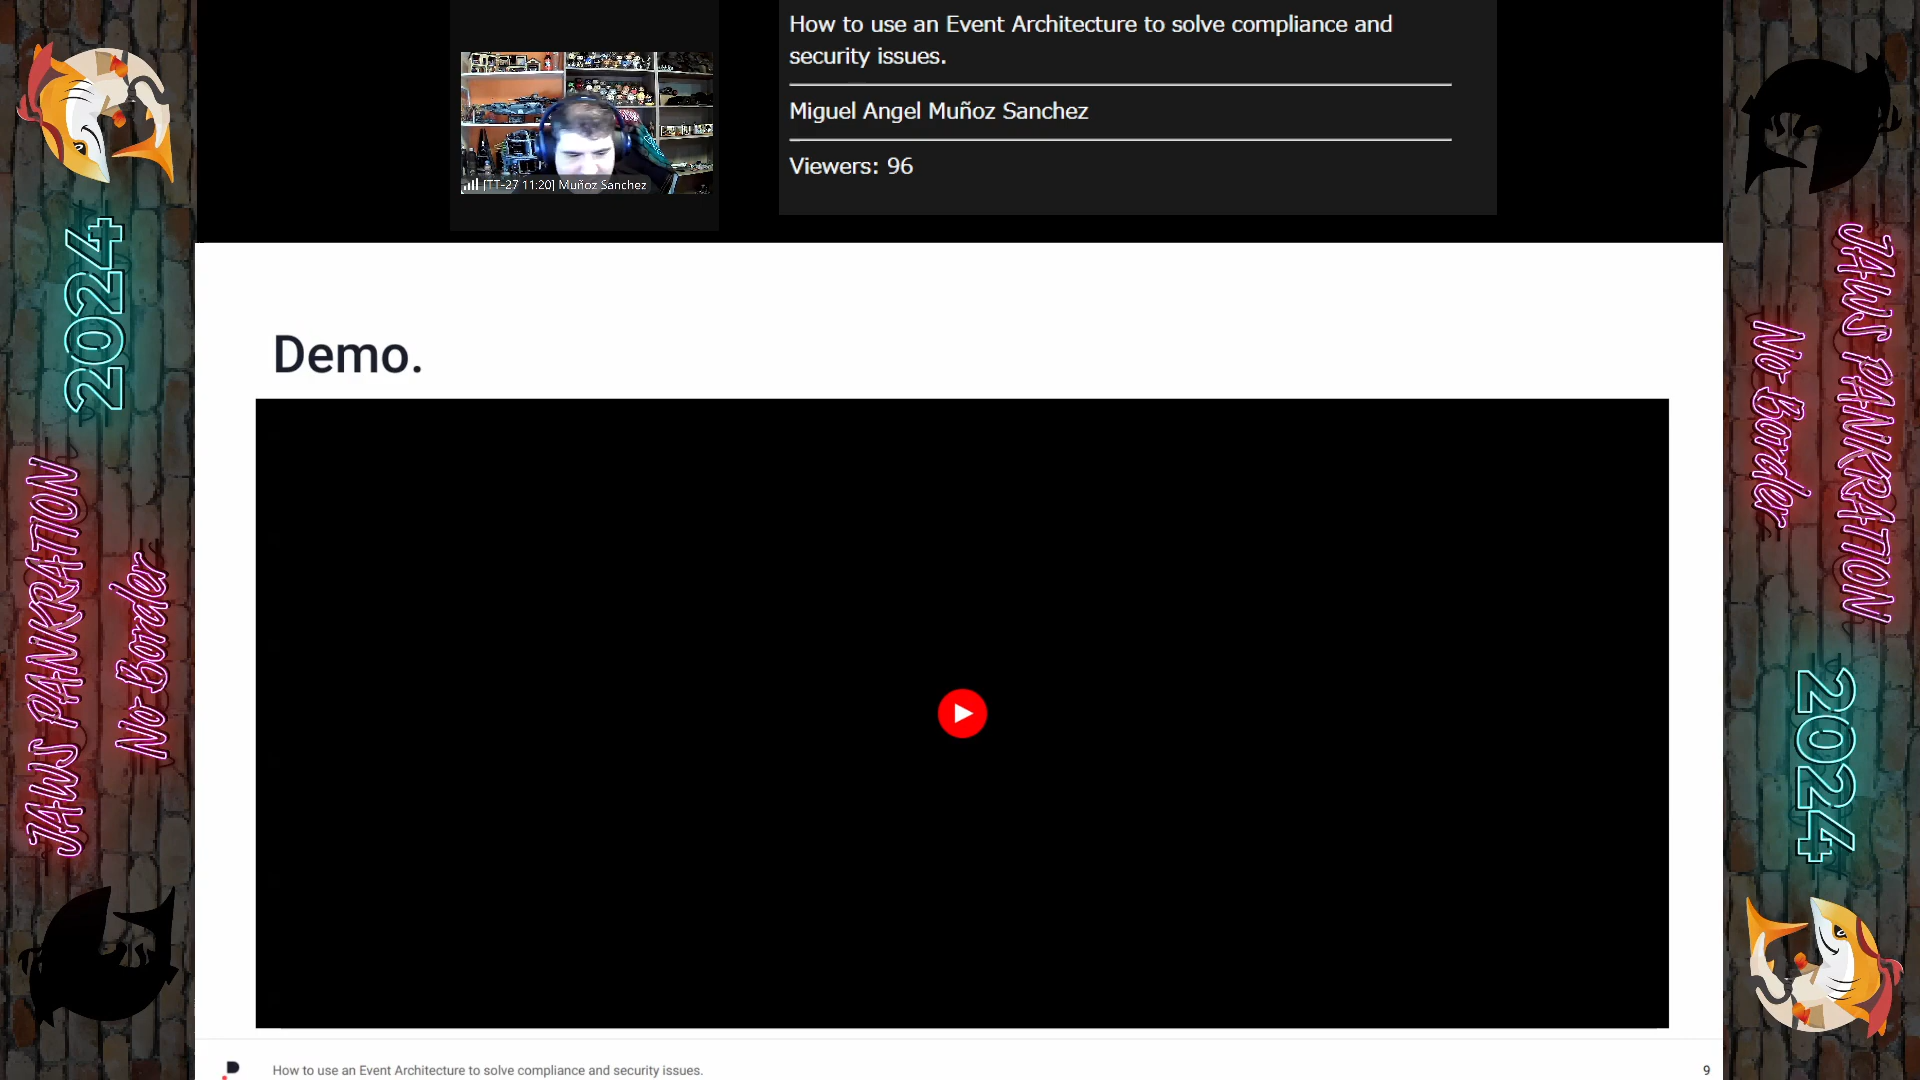 How to use an Event Architecture to solve compliance and
security issues.
Miguel Angel Muñoz Sanchez
Viewers: 96
[TT-27 11:20] Muñoz Sanchez
2024
JAWS PANKRATION
No Border
JAWS PANKRATION
No Border
2024
Demo.
How to use an Event Architecture to solve compliance and security issues.
9